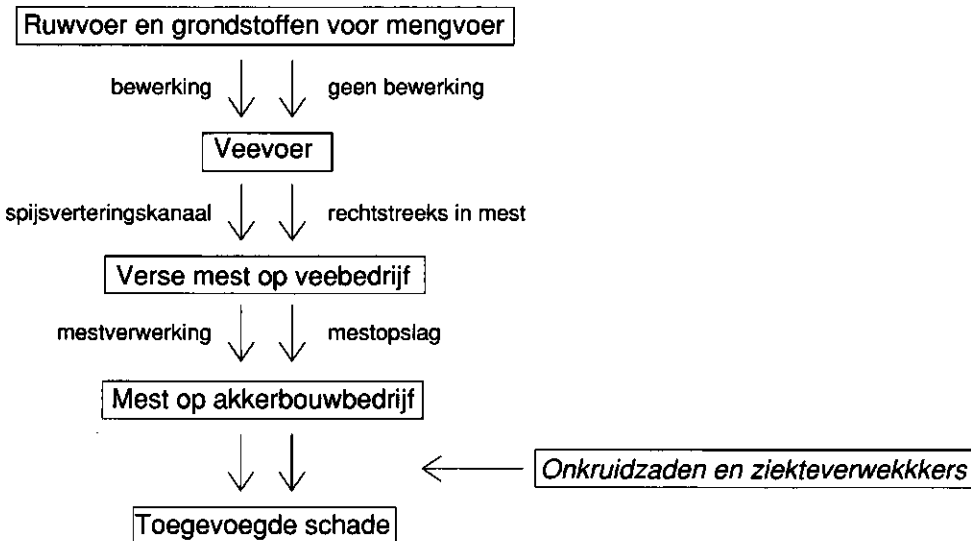 Ruwvoer en grondstoffen voor mengvoer
bewerking geen bewerking
Veevoer
spijsverteringskanaal rechtstreeks in mest
Verse mest op veebedrijf
mestverwerking mestopslag
Mest op akkerbouwbedrijf
Onkruidzaden en ziekteverwekkkers
Toegevoegde schade